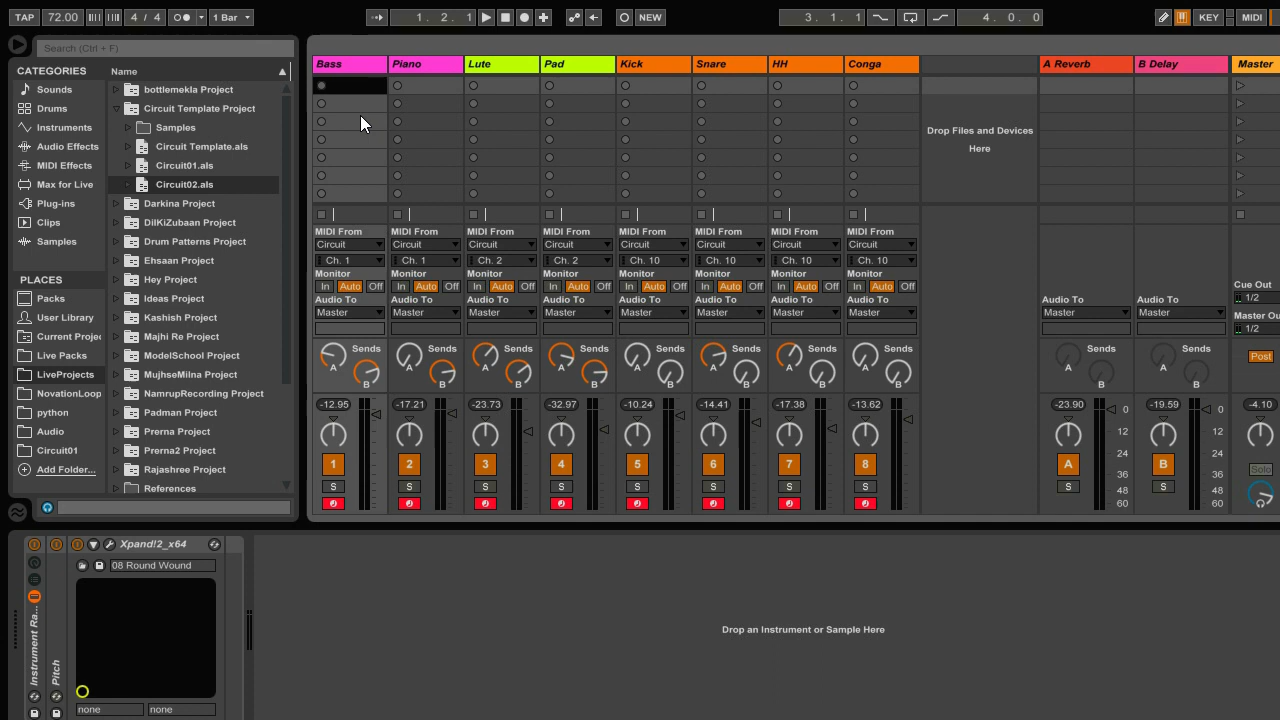 TAP 72.00 4 / 4 1 Bar 1. 2. 1 NEW 3. 1. 1 4. 0. 0 KEY MIDI
Search (Ctrl + F)
CATEGORIES
Sounds
Drums
Instruments
Audio Effects
MIDI Effects
Max for Live
Plug-ins
Clips
Samples
PLACES
Packs
User Library
Current Projec
Live Packs
LiveProjects
NovationLoop
python
Audio
Circuit01
Add Folder...
Name
bottlemekla Project
Circuit Template Project
Samples
Circuit Template.als
Circuit01.als
Circuit02.als
Darkina Project
DilKiZubaan Project
Drum Patterns Project
Ehsaan Project
Hey Project
Ideas Project
Kashish Project
Majhi Re Project
ModelSchool Project
MujhseMilna Project
NamrupRecording Project
Padman Project
Prerna Project
Prerna2 Project
Rajashree Project
References
Bass Piano Lute Pad Kick Snare HH Conga A Reverb B Delay Master
Drop Files and Devices
Here
MIDI From MIDI From MIDI From MIDI From MIDI From MIDI From MIDI From MIDI From
Circuit Circuit Circuit Circuit Circuit Circuit Circuit Circuit
Ch. 1 Ch. 1 Ch. 2 Ch. 2 Ch. 10 Ch. 10 Ch. 10 Ch. 10
Monitor Monitor Monitor Monitor Monitor Monitor Monitor Monitor Cue Out
In Auto Off In Auto Off In Auto Off In Auto Off In Auto Off In Auto Off In Auto Off In Auto Off 1/2
Audio To Audio To Audio To Audio To Audio To Audio To Audio To Audio To Audio To Audio To Master Ou
Master Master Master Master Master Master Master Master Master Master 1/2
Sends Sends Sends Sends Sends Sends Sends Sends Post
A A A A A A A A A A
B B B B B B B B B B
-12.95 -17.21 -23.73 -32.97 -10.24 -14.41 -17.38 -13.62 -23.90 -19.59 -4.10
0 0
12 12
24 24
36 36
48 48
60 60
1 2 3 4 5 6 7 8 A B Solo
S S S S S S S S S S
Xpand!2_x64
08 Round Wound
Instrument Ra...
Pitch
none none
Drop an Instrument or Sample Here